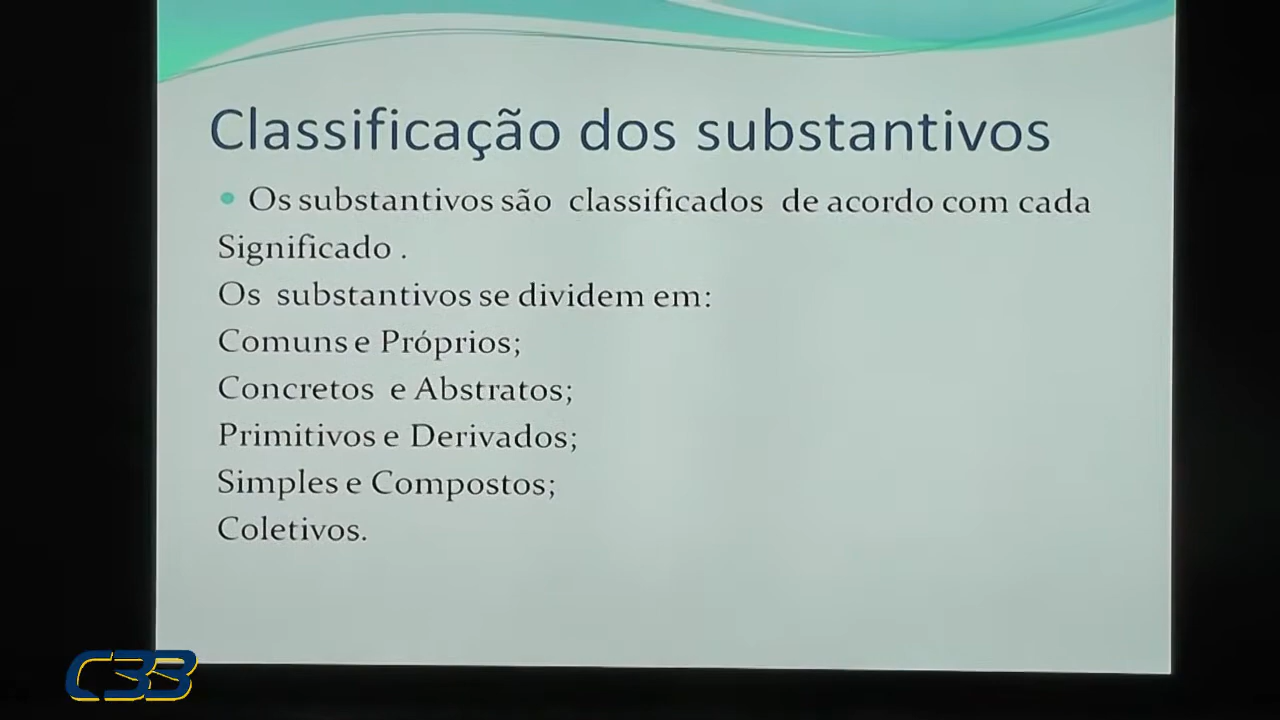 Classificação dos substantivos
Os substantivos são classificados de acordo com cada
Significado .
Os substantivos se dividem em:
Comuns e Próprios;
Concretos e Abstratos;
Primitivos e Derivados;
Simples e Compostos;
Coletivos.
C33